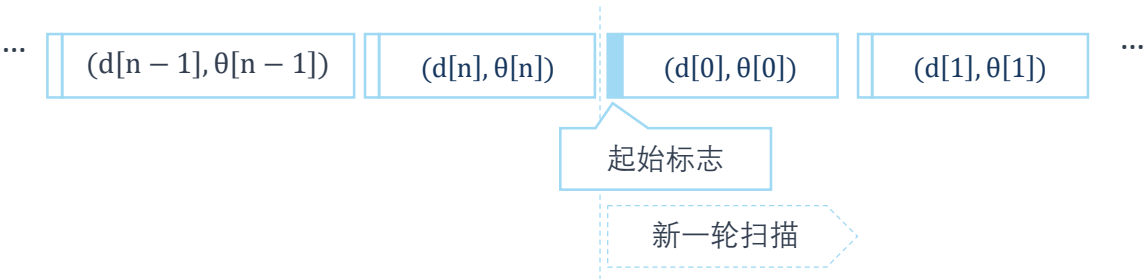 ... (d[n − 1], θ[n − 1]) (d[n], θ[n]) (d[0], θ[0]) (d[1], θ[1]) ...
起始标志
新一轮扫描